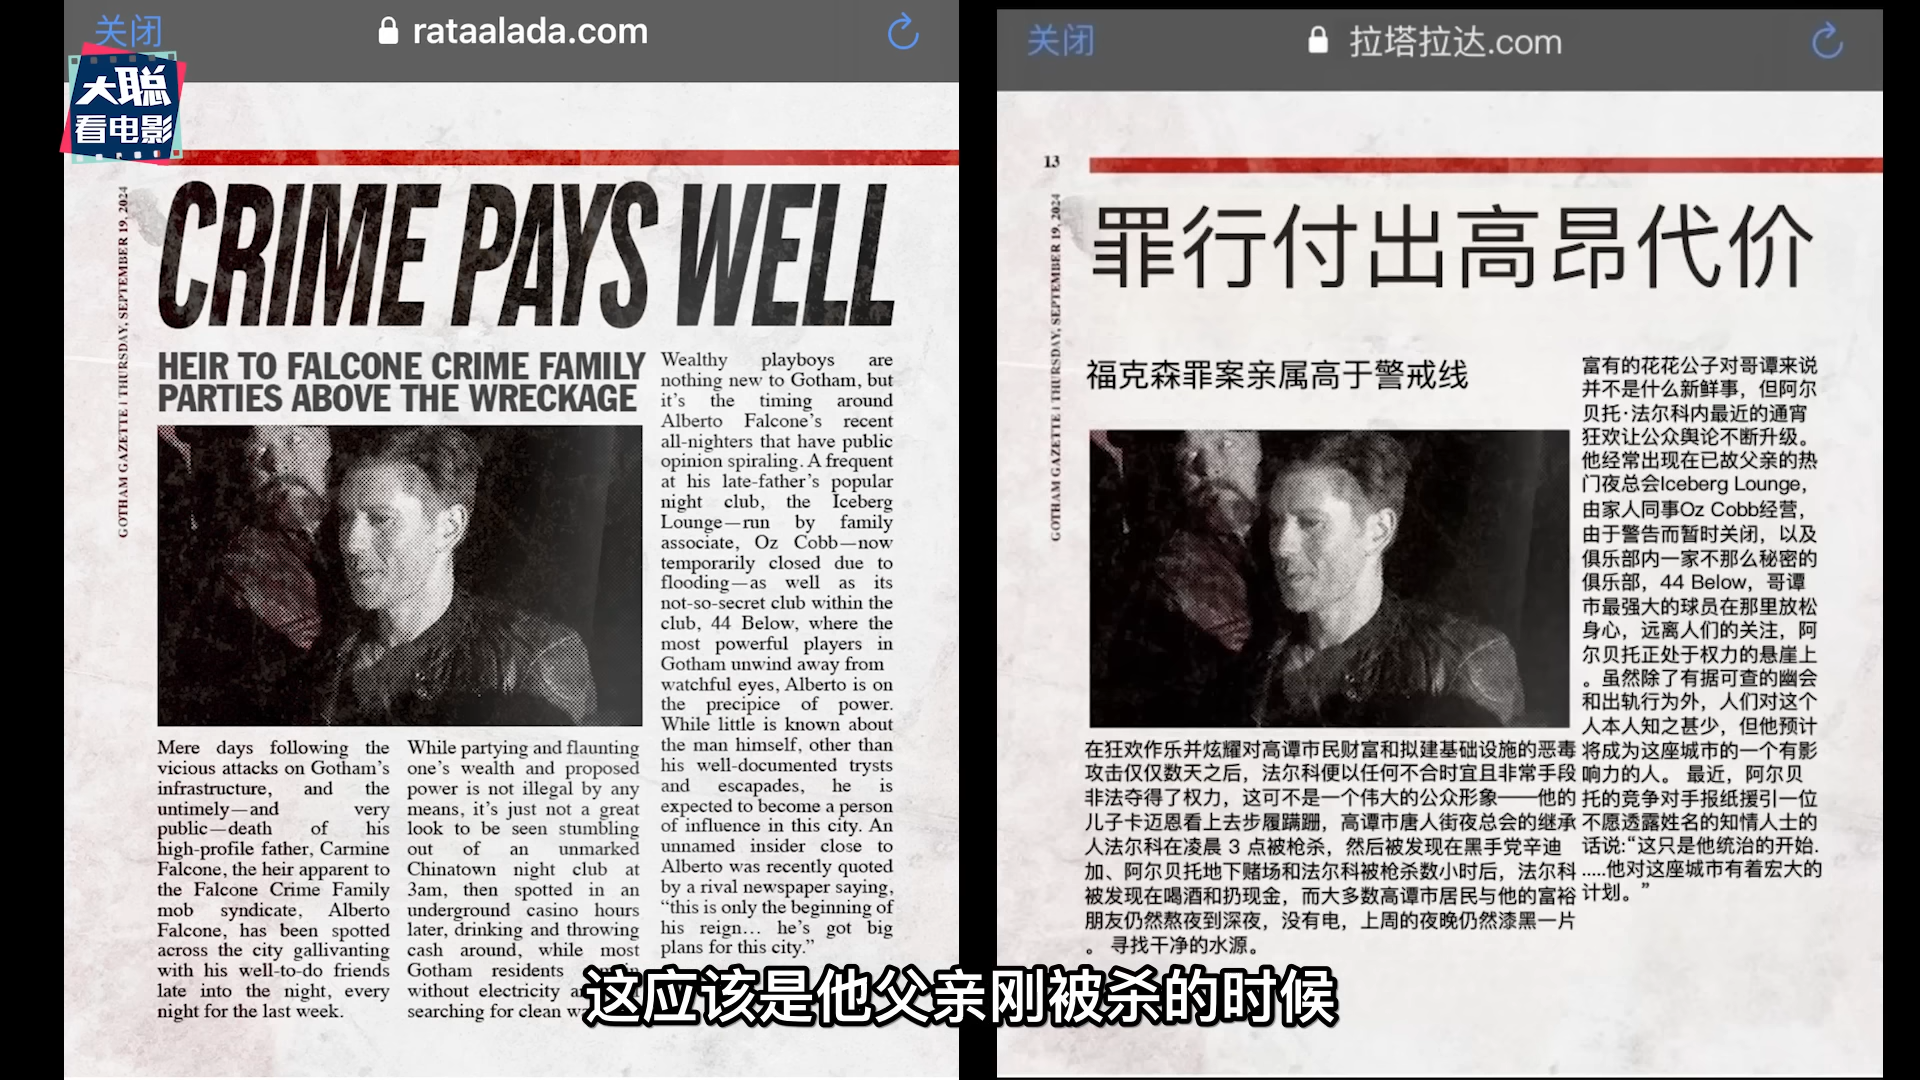 关闭
rataalada.com
大聪
看电影
GOTHAM GAZETTE | THURSDAY, SEPTEMBER 19, 2024
CRIME PAYS WELL
HEIR TO FALCONE CRIME FAMILY
PARTIES ABOVE THE WRECKAGE
Mere days following the
vicious attacks on Gotham's
infrastructure, and the
untimely—and very
public—death of his
high-profile father, Carmine
Falcone, the heir apparent to
the Falcone Crime Family
mob syndicate, Alberto
Falcone, has been spotted
across the city gallivanting
with his well-to-do friends
late into the night, every
night for the last week.
While partying and flaunting
one's wealth and proposed
power is not illegal by any
means, it's just not a great
look to be seen stumbling
out of an unmarked
Chinatown night club at
3am, then spotted in an
underground casino hours
later, drinking and throwing
cash around, while most
Gotham residents
without electricity
searching for clean
Wealthy playboys are
nothing new to Gotham, but
it's the timing around
Alberto Falcone's recent
all-nighters that have public
opinion spiraling. A frequent
at his late-father's popular
night club, the Iceberg
Lounge—run by family
associate, Oz Cobb—now
temporarily closed due to
flooding—as well as its
not-so-secret club within the
club, 44 Below, where the
most powerful players in
Gotham unwind away from
watchful eyes, Alberto is on
the precipice of power.
While little is known about
the man himself, other than
his well-documented trysts
and escapades, he is
expected to become a person
of influence in this city. An
unnamed insider close to
Alberto was recently quoted
by a rival newspaper saying,
“this is only the beginning of
his reign… he's got big
plans for this city.”
关闭
拉塔拉达.com
13
GOTHAM GAZETTE | THURSDAY, SEPTEMBER 19, 2024
罪行付出高昂代价
福克森罪案亲属高于警戒线
在狂欢作乐并炫耀对高谭市民财富和拟建基础设施的恶毒
攻击仅仅数天之后，法尔科便以任何不合时宜且非常手段
非法夺得了权力，这可不是一个伟大的公众形象——他的
儿子卡迈恩看上去步履蹒跚，高谭市唐人街夜总会的继承
人法尔科在凌晨 3 点被枪杀，然后被发现在黑手党辛迪
加、阿尔贝托地下赌场和法尔科被枪杀数小时后，法尔科
被发现在喝酒和扔现金，而大多数高谭市居民与他的富裕
朋友仍然熬夜到深夜，没有电，上周的夜晚仍然漆黑一片
。 寻找干净的水源。
富有的花花公子对哥谭来说
并不是什么新鲜事，但阿尔
贝托·法尔科内最近的通宵
狂欢让公众舆论不断升级。
他经常出现在已故父亲的热
门夜总会Iceberg Lounge，
由家人同事Oz Cobb经营，
由于警告而暂时关闭，以及
俱乐部内一家不那么秘密的
俱乐部，44 Below，哥谭
市最强大的球员在那里放松
身心，远离人们的关注，阿
尔贝托正处于权力的悬崖上
。虽然除了有据可查的幽会
和出轨行为外，人们对这个
人本人知之甚少，但他预计
将成为这座城市的一个有影
响力的人。 最近，阿尔贝
托的竞争对手报纸援引一位
不愿透露姓名的知情人士的
话说:“这只是他统治的开始.
.....他对这座城市有着宏大的
计划。”
这应该是他父亲刚被杀的时候